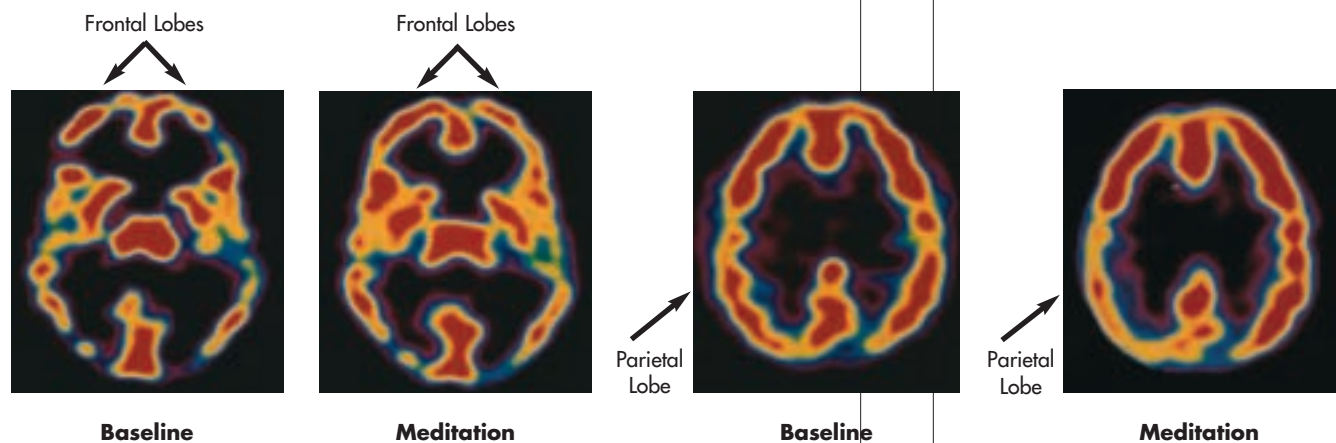 Frontal Lobes
Frontal Lobes
Parietal
Lobe
Parietal
Lobe
Baseline
Meditation
Baseline
Meditation